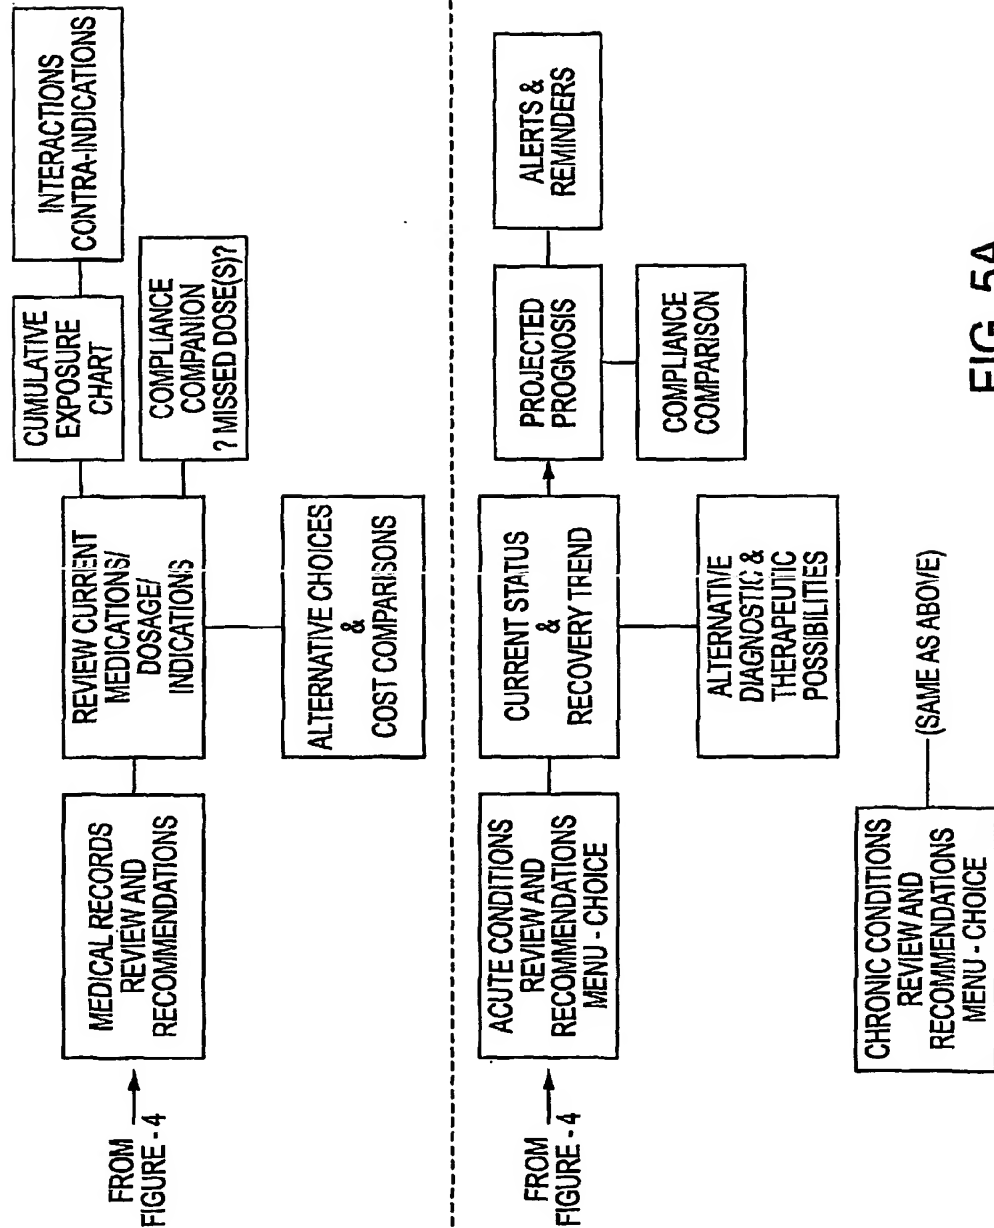 FROM
FIGURE - 4
MEDICAL RECORDS
REVIEW AND
RECOMMENDATIONS
REVIEW CURRENT
MEDICATIONS/
DOSAGE/
INDICATIONS
CUMULATIVE
EXPOSURE
CHART
INTERACTIONS
CONTRA-INDICATIONS
COMPLIANCE
COMPANION
? MISSED DOSE(S)?
ALTERNATIVE CHOICES
&
COST COMPARISONS
FROM
FIGURE - 4
ACUTE CONDITIONS
REVIEW AND
RECOMMENDATIONS
MENU - CHOICE
CURRENT STATUS
&
RECOVERY TREND
PROJECTED
PROGNOSIS
ALERTS &
REMINDERS
COMPLIANCE
COMPARISON
ALTERNATIVE
DIAGNOSTIC &
THERAPEUTIC
POSSIBILITIES
CHRONIC CONDITIONS
REVIEW AND
RECOMMENDATIONS
MENU - CHOICE
(SAME AS ABOVE)
FIG. 5A